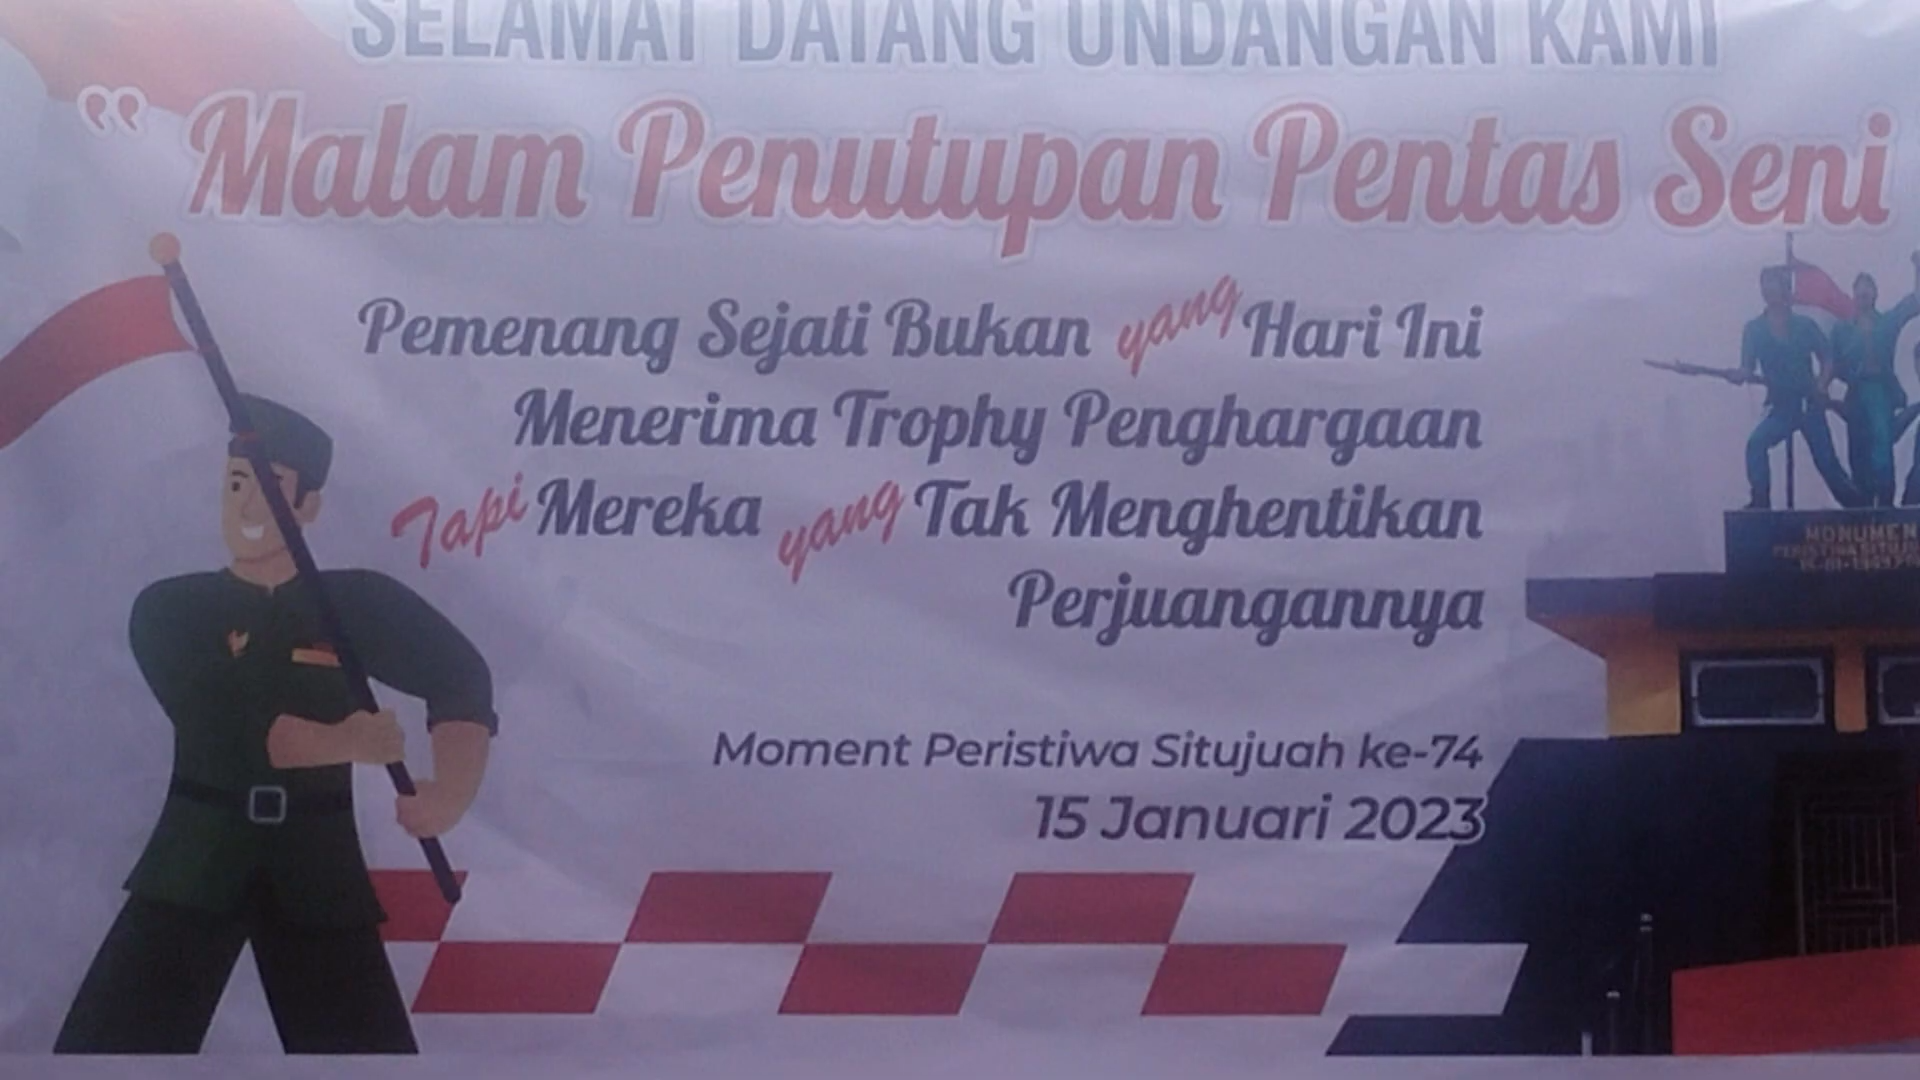 SELAMAT DATANG UNDANGAN KAMI
“ Malam Penutupan Pentas Seni
Pemenang Sejati Bukan yang Hari Ini
Menerima Trophy Penghargaan
Tapi Mereka yang Tak Menghentikan
Perjuangannya
Moment Peristiwa Situjuah ke-74
15 Januari 2023
MONUMEN